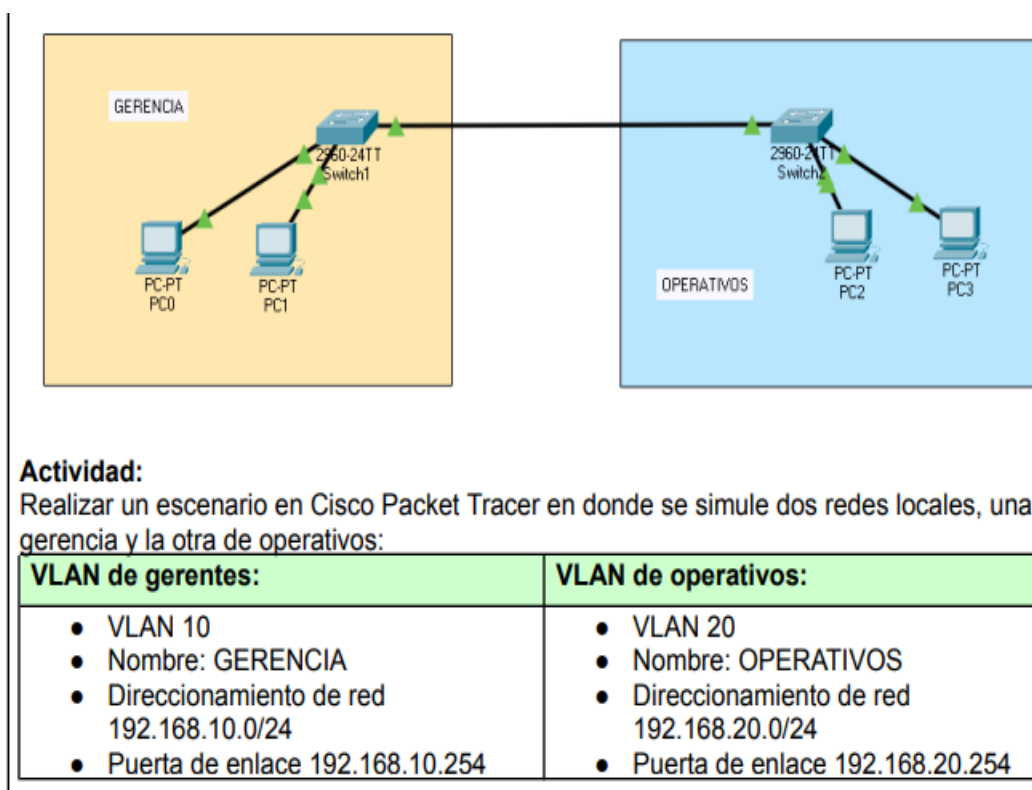 GERENCIA
2960-24TT
Switch1
PC-PT
PC0
PC-PT
PC1
2960-24TT
OPERATIVOS
PC-PT
PC2
PC-PT
PC3
Actividad:
Realizar un escenario en Cisco Packet Tracer en donde se simule dos redes locales, una
gerencia y la otra de operativos:
VLAN de gerentes:
● VLAN 10
● Nombre: GERENCIA
● Direccionamiento de red
192.168.10.0/24
● Puerta de enlace 192.168.10.254
VLAN de operativos:
● VLAN 20
● Nombre: OPERATIVOS
● Direccionamiento de red
192.168.20.0/24
● Puerta de enlace 192.168.20.254